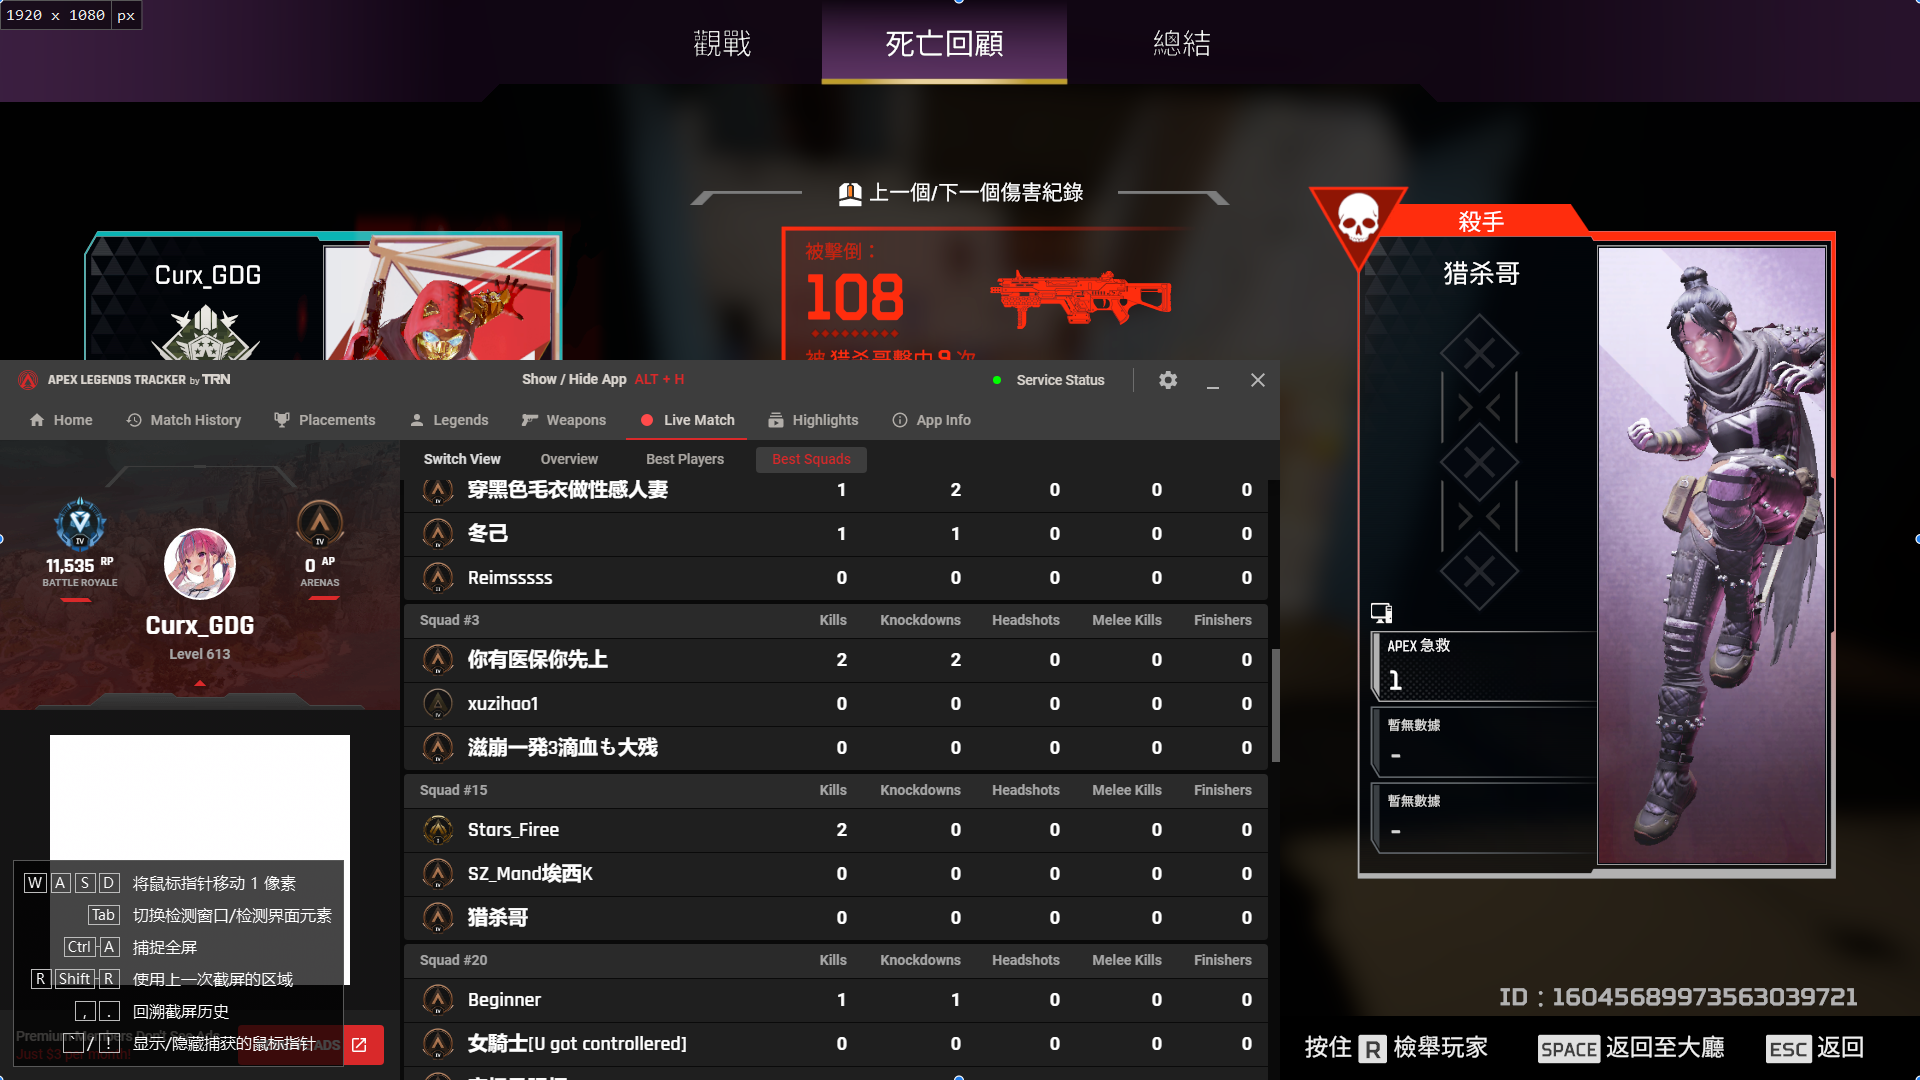 1920 x 1080 px
觀戰
死亡回顧
總結
上一個/下一個傷害紀錄
Curx_GDG
被擊倒：
108
被 猎杀哥擊中 9 次
殺手
猎杀哥
APEX 急救
1
暫無數據
-
暫無數據
-
APEX LEGENDS TRACKER by TRN
Show / Hide App ALT + H
Service Status
Home
Match History
Placements
Legends
Weapons
Live Match
Highlights
App Info
Switch View
Overview
Best Players
Best Squads
IV
11,535 RP
BATTLE ROYALE
IV
0 AP
ARENAS
Curx_GDG
Level 613
穿黑色毛衣做性感人妻 1 2 0 0 0
冬己 1 1 0 0 0
Reimsssss 0 0 0 0 0
Squad #3 Kills Knockdowns Headshots Melee Kills Finishers
你有医保你先上 2 2 0 0 0
xuzihao1 0 0 0 0 0
滋崩一発3滴血も大残 0 0 0 0 0
Squad #15 Kills Knockdowns Headshots Melee Kills Finishers
Stars_Firee 2 0 0 0 0
SZ_Mand埃西K 0 0 0 0 0
猎杀哥 0 0 0 0 0
Squad #20 Kills Knockdowns Headshots Melee Kills Finishers
Beginner 1 1 0 0 0
女騎士[U got controllered] 0 0 0 0 0
W A S D 将鼠标指针移动 1 像素
Tab 切换检测窗口/检测界面元素
Ctrl A 捕捉全屏
R Shift R 使用上一次截屏的区域
, . 回溯截屏历史
` / ! 显示/隐藏捕获的鼠标指针
Premium Members Don't See Ads
Just $3 per month!
ADS
ID：16045689973563039721
按住 R 檢舉玩家
SPACE 返回至大廳
ESC 返回